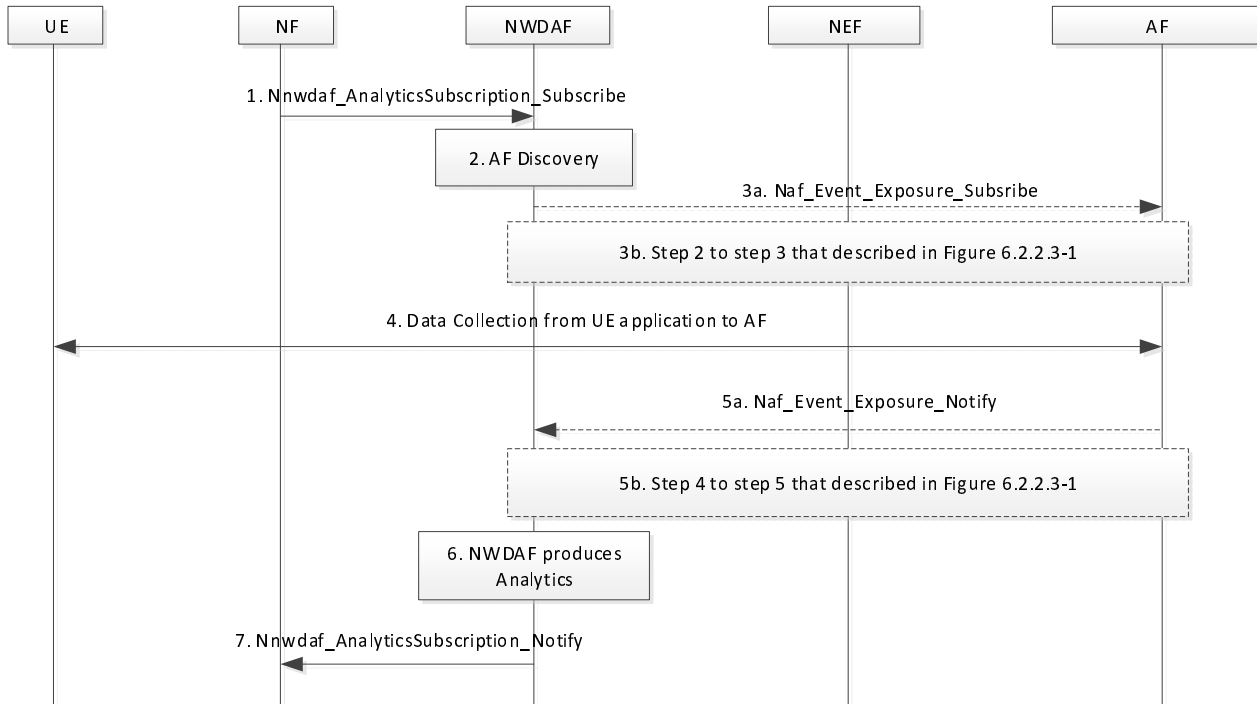 UE
NF
NWDAF
NEF
AF
1. Nnwdaf_AnalyticsSubscription_Subscribe
2. AF Discovery
3a. Naf_Event_Exposure_Subsribe
3b. Step 2 to step 3 that described in Figure 6.2.2.3-1
4. Data Collection from UE application to AF
5a. Naf_Event_Exposure_Notify
5b. Step 4 to step 5 that described in Figure 6.2.2.3-1
6. NWDAF produces
Analytics
7. Nnwdaf_AnalyticsSubscription_Notify